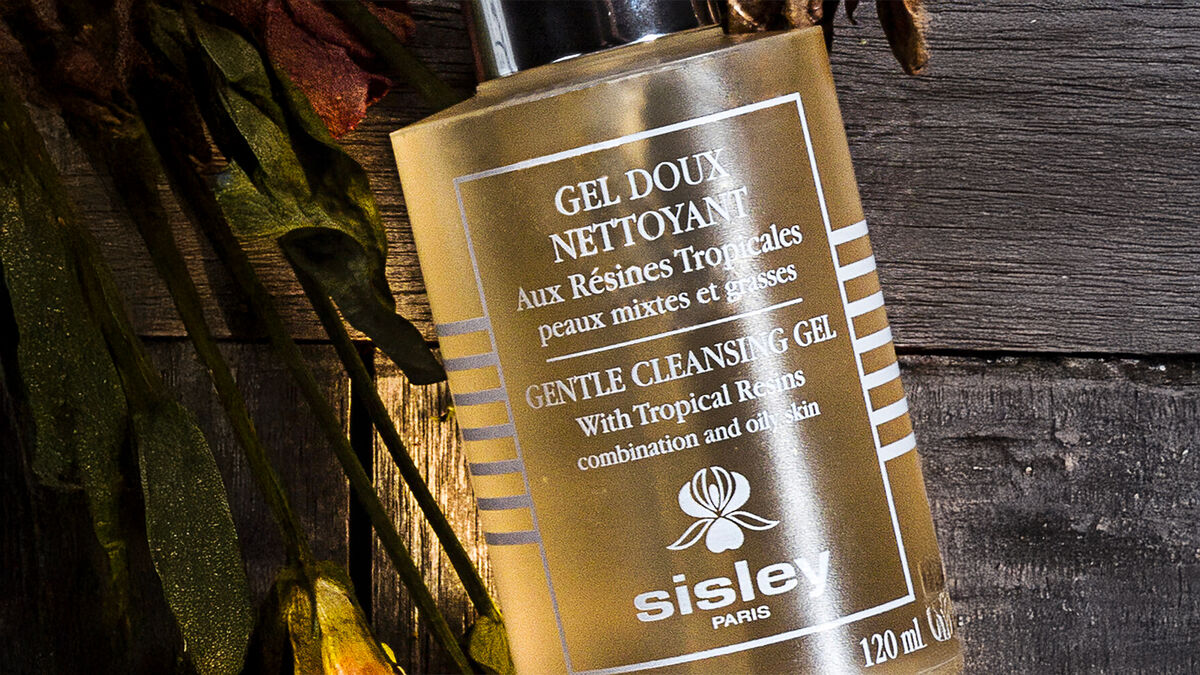 GEL DOUX
NETTOYANT
Aux Résines Tropicales
peaux mixtes et grasses
GENTLE CLEANSING GEL
With Tropical Resins
combination and oily skin
sisley
PARIS
120 ml